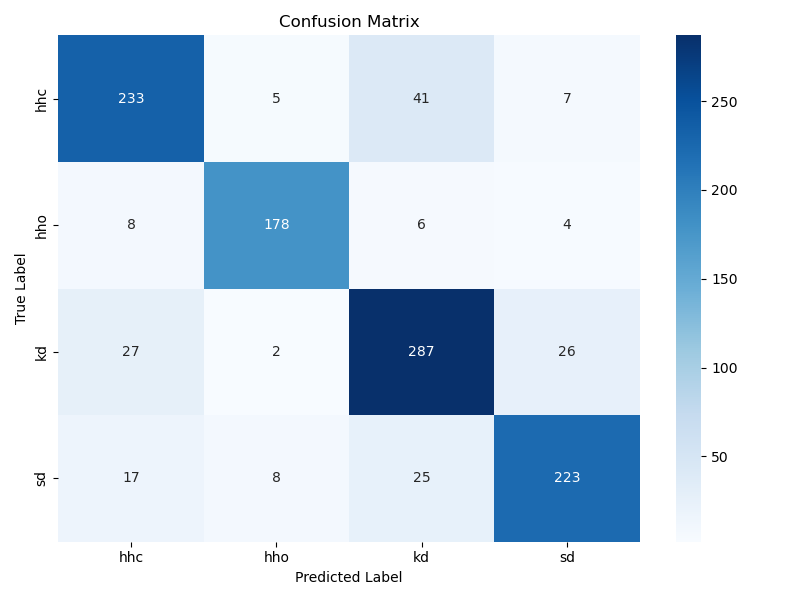 Confusion Matrix
True Label
hhc 233 5 41 7
hho 8 178 6 4
kd 27 2 287 26
sd 17 8 25 223
hhc hho kd sd
Predicted Label
250
200
150
100
50